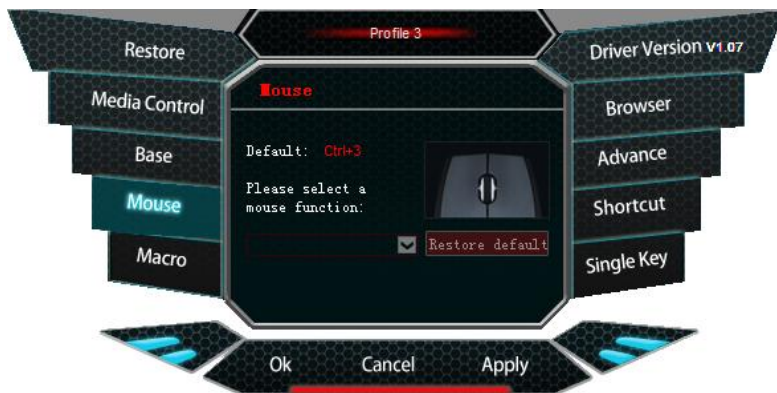 Profile 3
Restore
Media Control
Base
Mouse
Macro
Mouse
Default: Ctrl+3
Please select a
mouse function:
Restore default
Driver Version V1.07
Browser
Advance
Shortcut
Single Key
Ok Cancel Apply